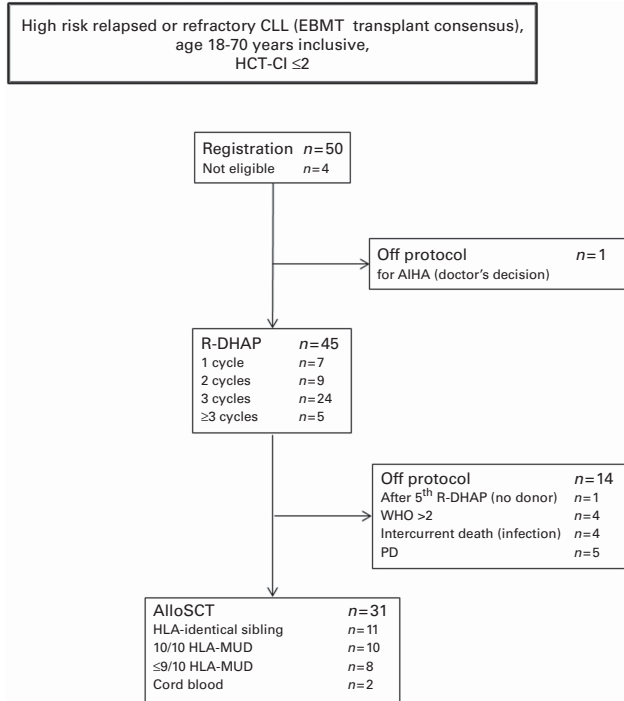 High risk relapsed or refractory CLL (EBMT transplant consensus),
age 18-70 years inclusive,
HCT-CI ≤2
Registration n=50
Not eligible n=4
Off protocol n=1
for AIHA (doctor's decision)
R-DHAP n=45
1 cycle n=7
2 cycles n=9
3 cycles n=24
≥3 cycles n=5
Off protocol n=14
After 5th R-DHAP (no donor) n=1
WHO >2 n=4
Intercurrent death (infection) n=4
PD n=5
AlloSCT n=31
HLA-identical sibling n=11
10/10 HLA-MUD n=10
≤9/10 HLA-MUD n=8
Cord blood n=2